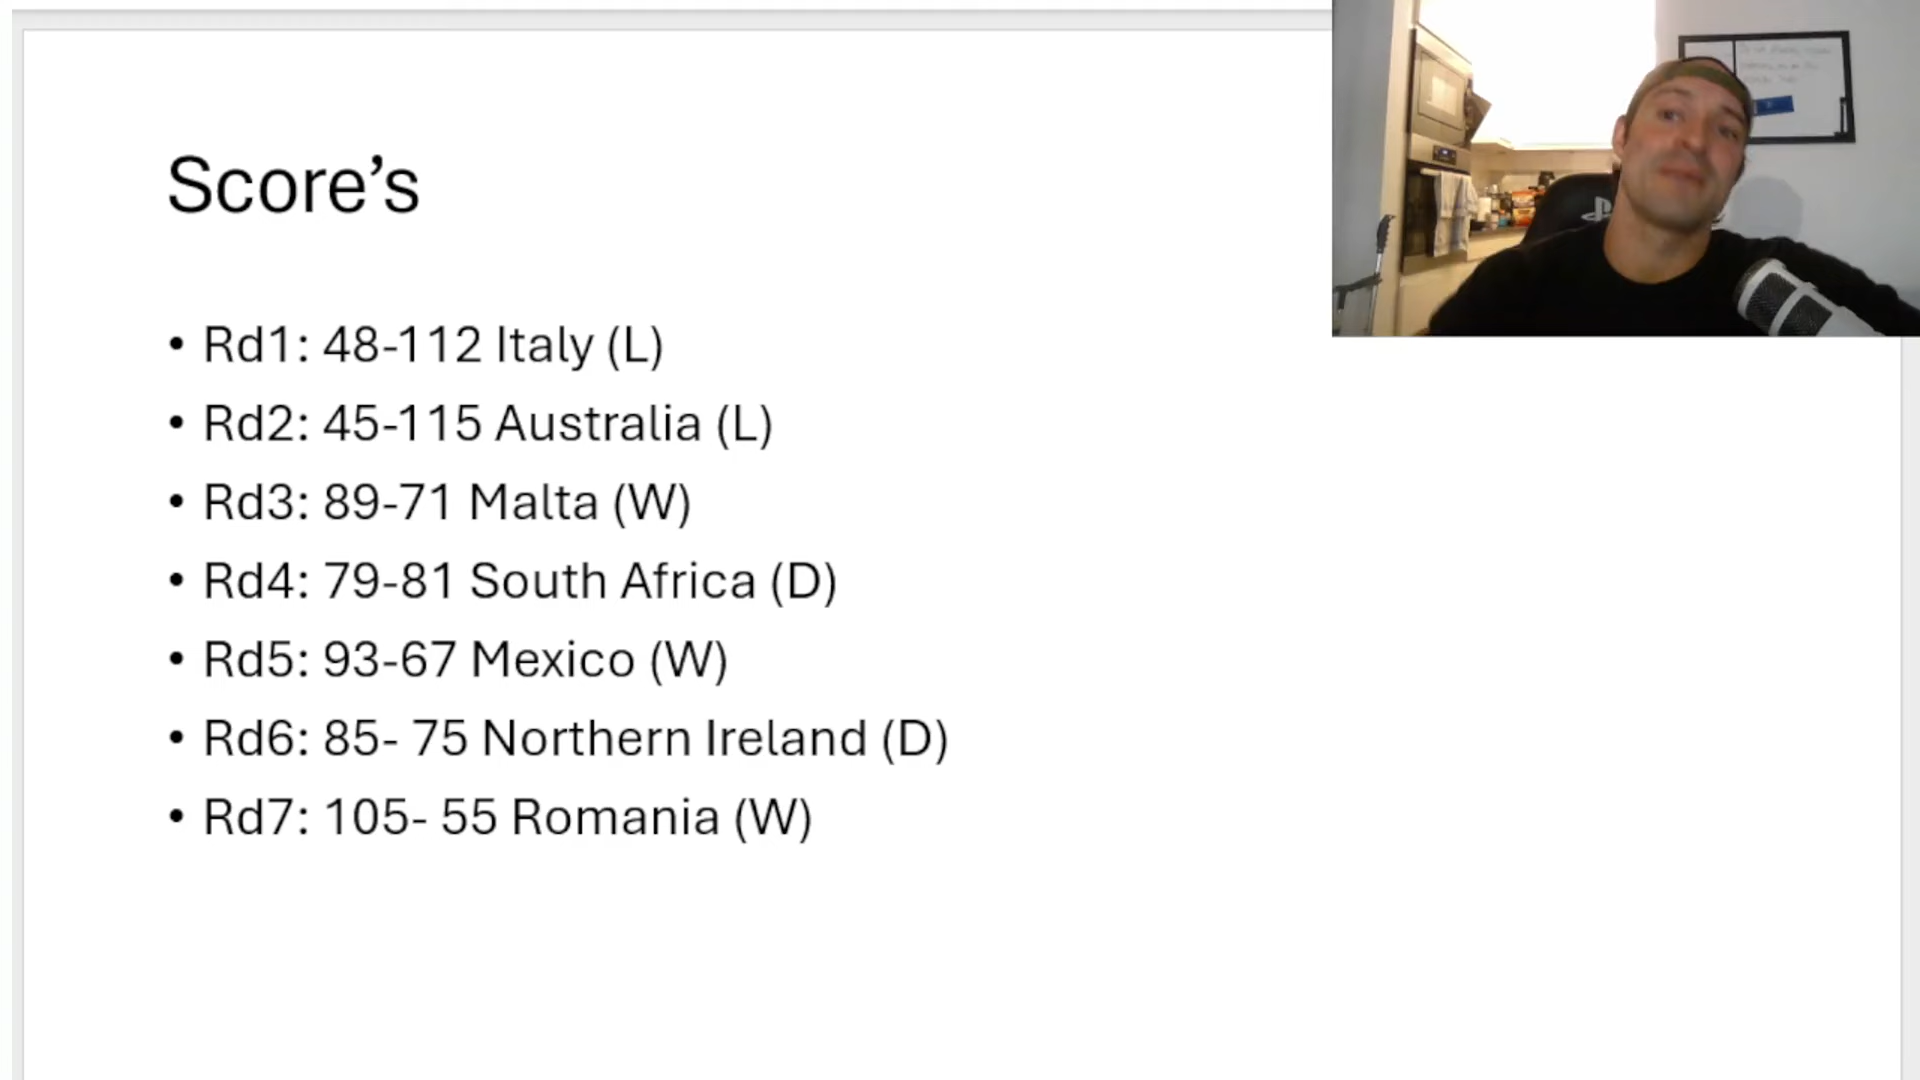 Score’s
• Rd1: 48-112 Italy (L)
• Rd2: 45-115 Australia (L)
• Rd3: 89-71 Malta (W)
• Rd4: 79-81 South Africa (D)
• Rd5: 93-67 Mexico (W)
• Rd6: 85- 75 Northern Ireland (D)
• Rd7: 105- 55 Romania (W)